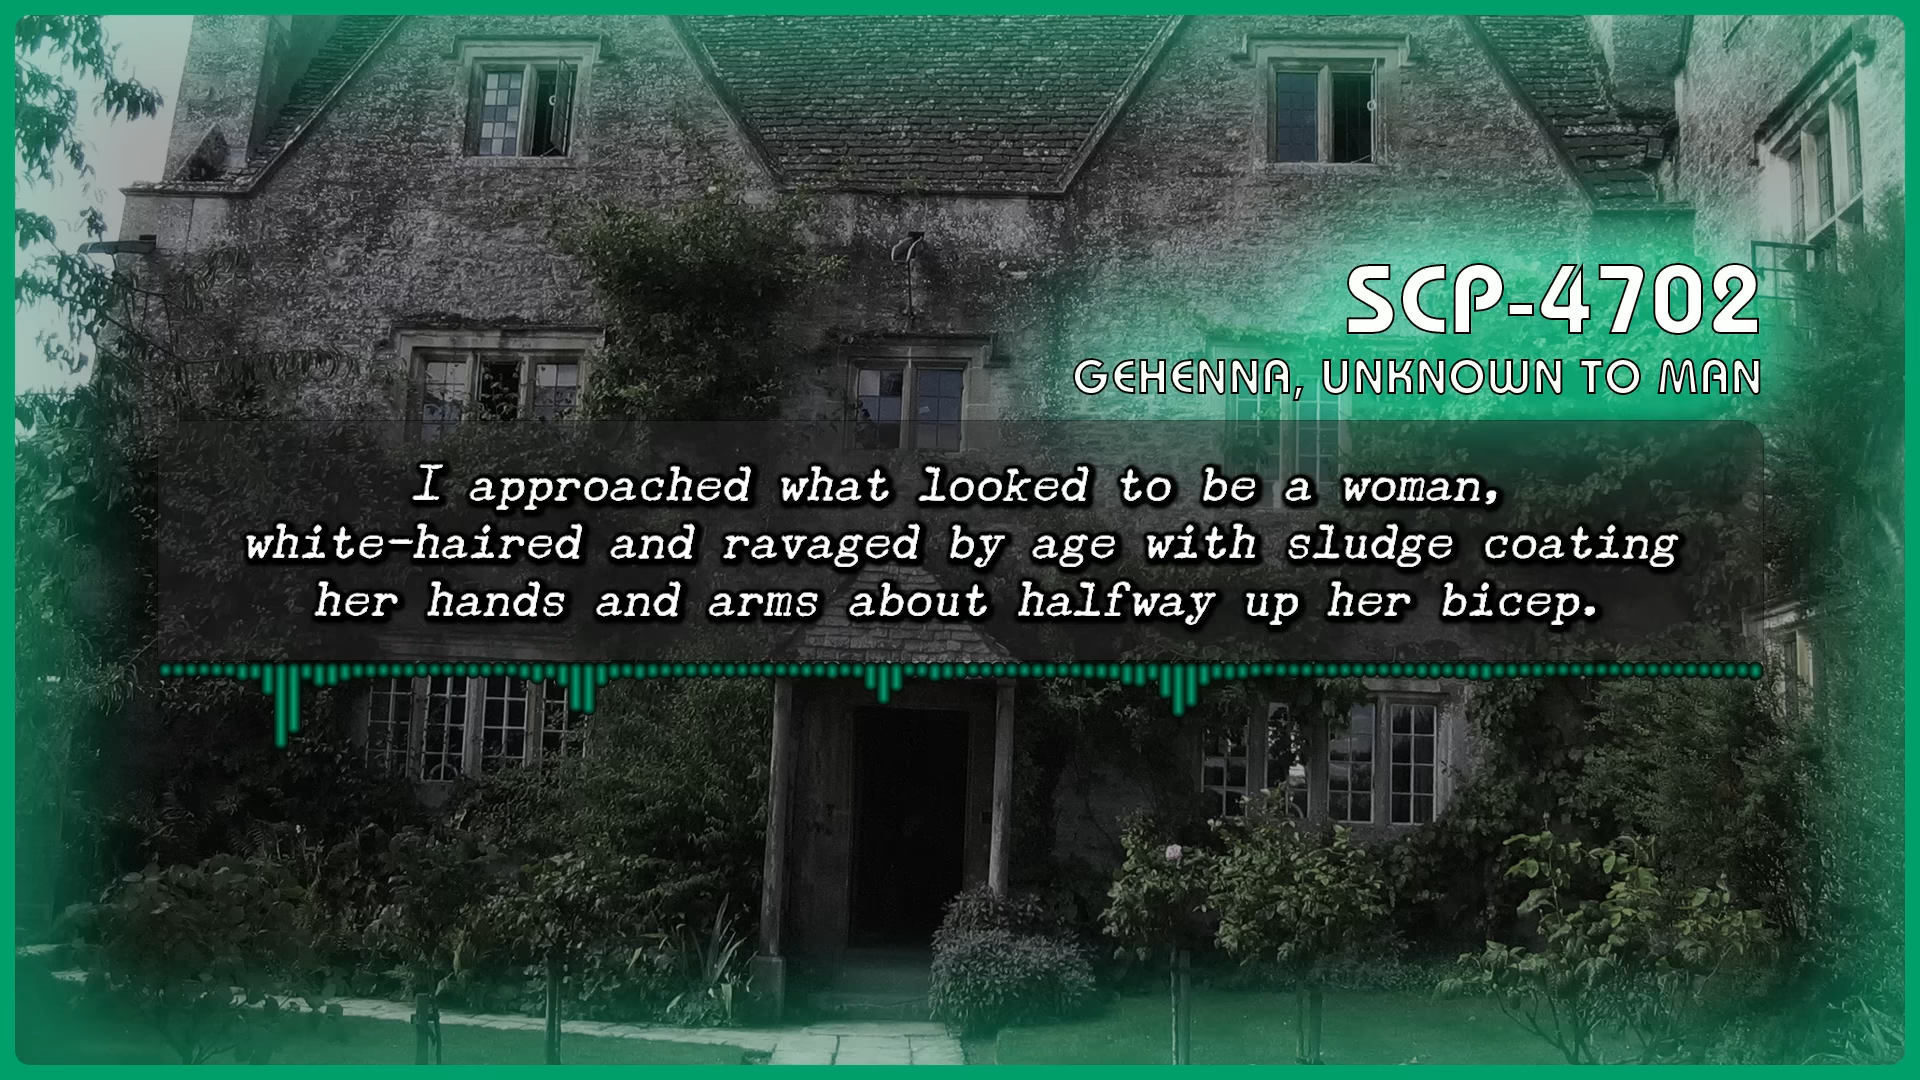 SCP-4702
GEHENNA, UNKNOWN TO MAN
I approached what looked to be a woman,
white-haired and ravaged by age with sludge coating
her hands and arms about halfway up her bicep.